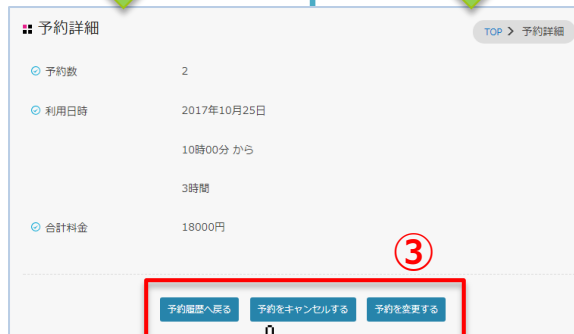 予約詳細
TOP > 予約詳細
予約数 2
利用日時 2017年10月25日
10時00分 から
3時間
合計料金 18000円
③
予約履歴へ戻る 予約をキャンセルする 予約を変更する